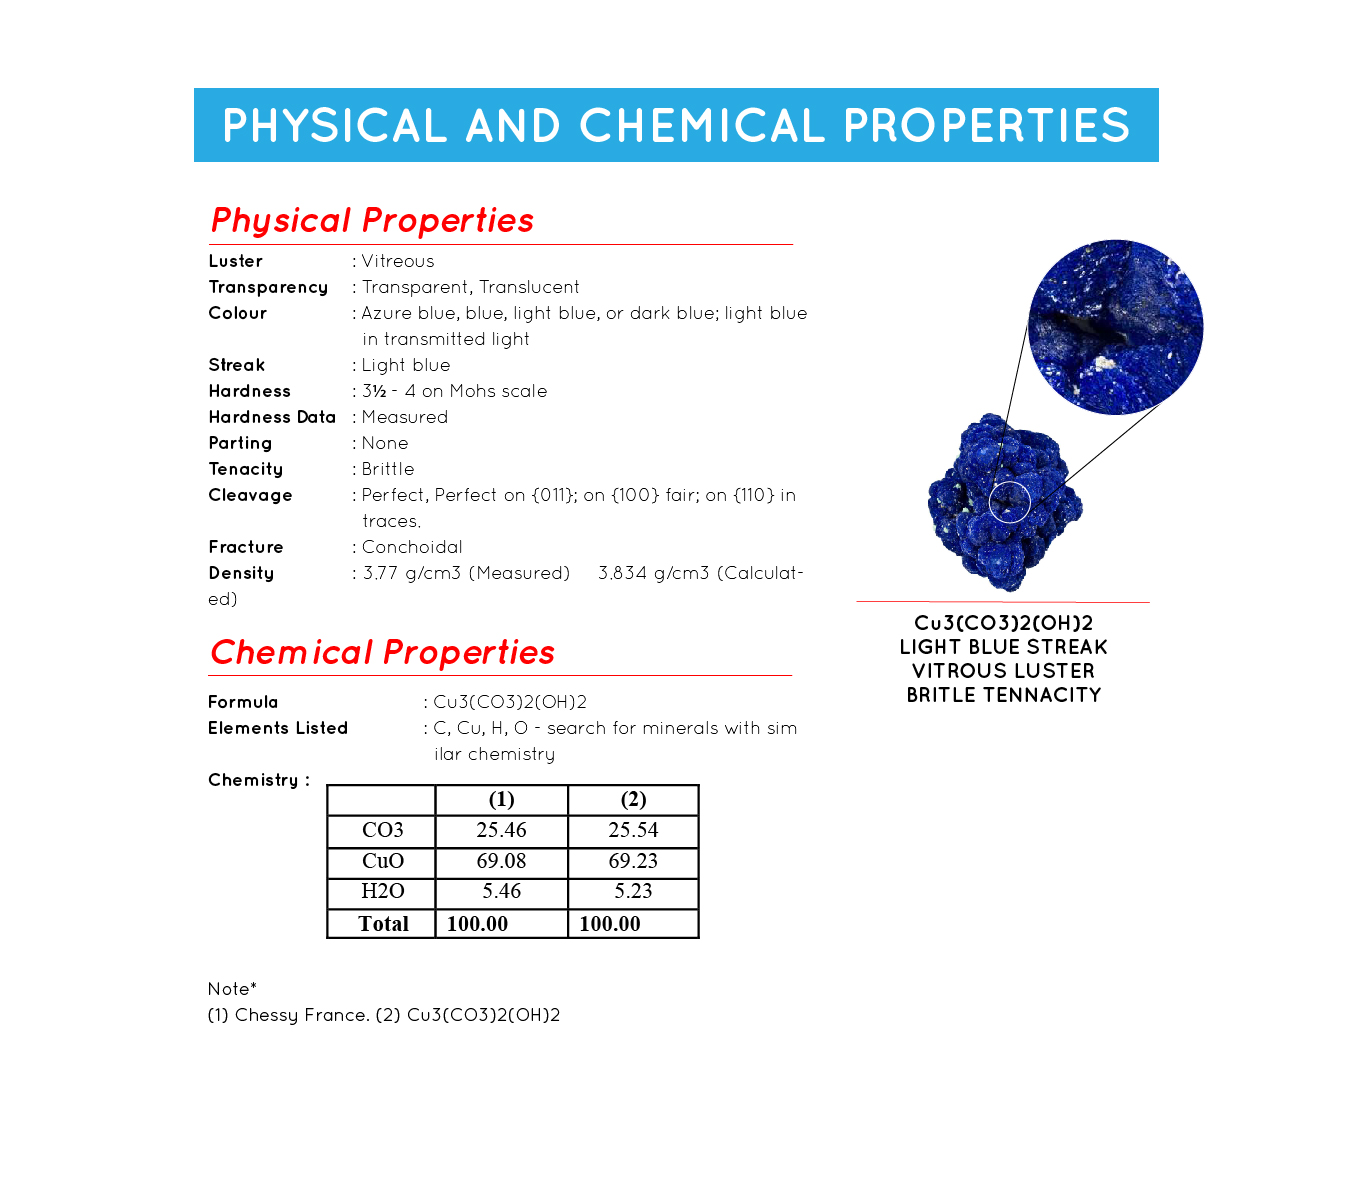 PHYSICAL AND CHEMICAL PROPERTIES
Physical Properties
Luster : Vitreous
Transparency : Transparent, Translucent
Colour : Azure blue, blue, light blue, or dark blue; light blue
in transmitted light
Streak : Light blue
Hardness : 3½ - 4 on Mohs scale
Hardness Data : Measured
Parting : None
Tenacity : Brittle
Cleavage : Perfect, Perfect on {011}; on {100} fair; on {110} in
traces.
Fracture : Conchoidal
Density : 3.77 g/cm3 (Measured) 3.834 g/cm3 (Calculat-
ed)
Chemical Properties
Formula : Cu3(CO3)2(OH)2
Elements Listed : C, Cu, H, O - search for minerals with sim
ilar chemistry
Chemistry :
(1) (2)
CO3 25.46 25.54
CuO 69.08 69.23
H2O 5.46 5.23
Total 100.00 100.00
Note*
(1) Chessy France. (2) Cu3(CO3)2(OH)2
Cu3(CO3)2(OH)2
LIGHT BLUE STREAK
VITROUS LUSTER
BRITLE TENNACITY